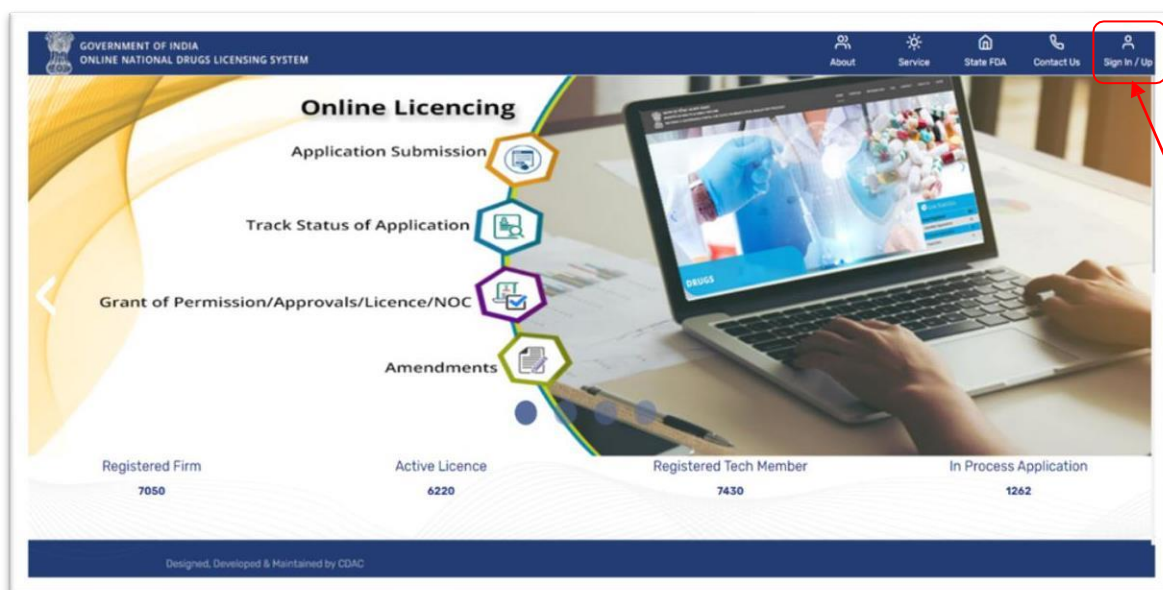 GOVERNMENT OF INDIA
ONLINE NATIONAL DRUGS LICENSING SYSTEM
About
Service
State FDA
Contact Us
Sign In / Up
Online Licencing
Application Submission
Track Status of Application
Grant of Permission/Approvals/Licence/NOC
Amendments
DRUGS
Registered Firm
Active Licence
Registered Tech Member
In Process Application
7050
6220
7430
1262
Designed, Developed & Maintained by CDAC